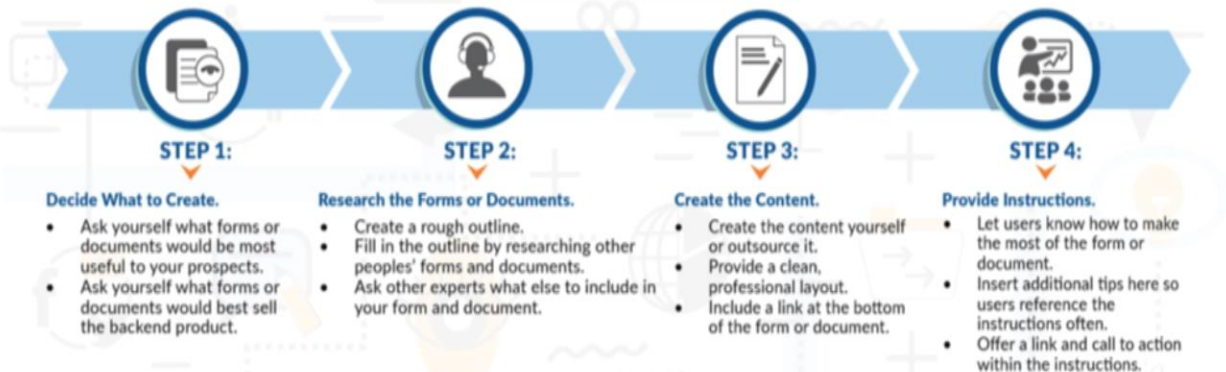 STEP 1:
Decide What to Create.
• Ask yourself what forms or
documents would be most
useful to your prospects.
• Ask yourself what forms or
documents would best sell
the backend product.
STEP 2:
Research the Forms or Documents.
• Create a rough outline.
• Fill in the outline by researching other
peoples' forms and documents.
• Ask other experts what else to include in
your form and document.
STEP 3:
Create the Content.
• Create the content yourself
or outsource it.
• Provide a clean,
professional layout.
• Include a link at the bottom
of the form or document.
STEP 4:
Provide Instructions.
• Let users know how to make
the most of the form or
document.
• Insert additional tips here so
users reference the
instructions often.
• Offer a link and call to action
within the instructions.